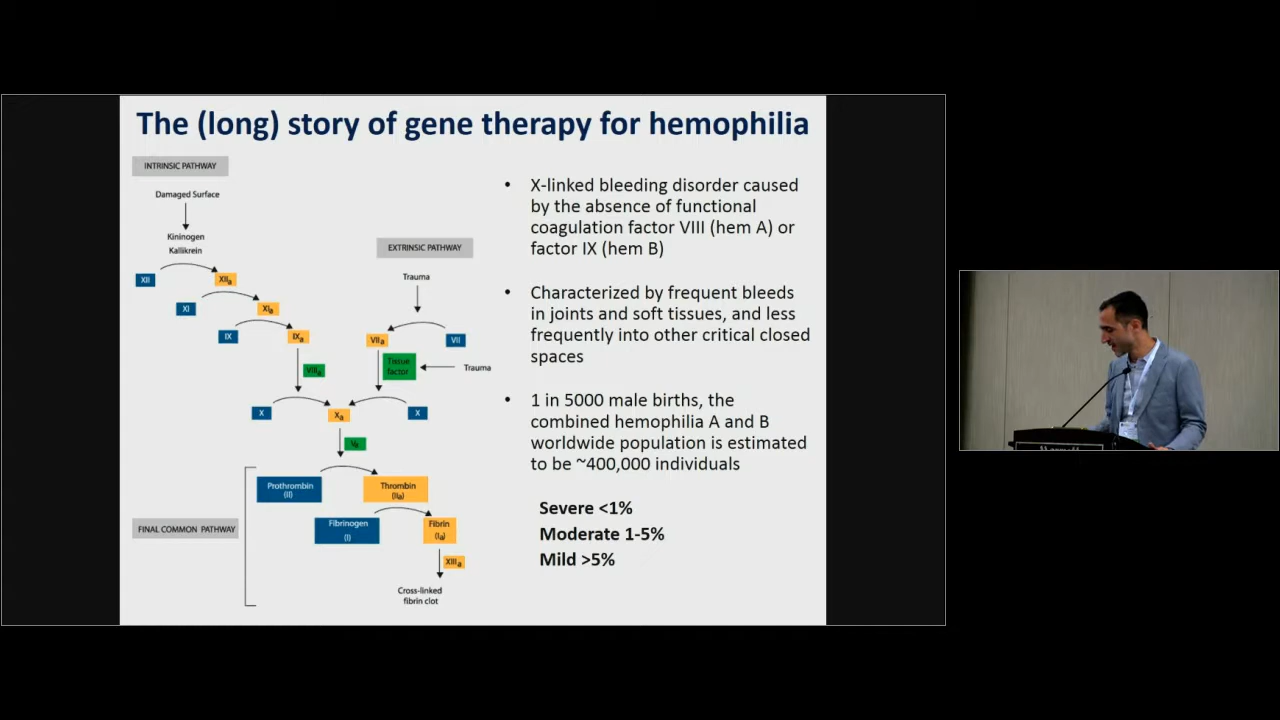 The (long) story of gene therapy for hemophilia
INTRINSIC PATHWAY
Damaged Surface
Kininogen
Kallikrein
XII
XIIa
XI
XIa
IX
IXa
VIIIa
X
Xa
EXTRINSIC PATHWAY
Trauma
VIIa
VII
Tissue
factor
Trauma
X
Va
FINAL COMMON PATHWAY
Prothrombin
(II)
Thrombin
(IIa)
Fibrinogen
(I)
Fibrin
(Ia)
XIIIa
Cross-linked
fibrin clot
• X-linked bleeding disorder caused
by the absence of functional
coagulation factor VIII (hem A) or
factor IX (hem B)
• Characterized by frequent bleeds
in joints and soft tissues, and less
frequently into other critical closed
spaces
• 1 in 5000 male births, the
combined hemophilia A and B
worldwide population is estimated
to be ~400,000 individuals
Severe <1%
Moderate 1-5%
Mild >5%